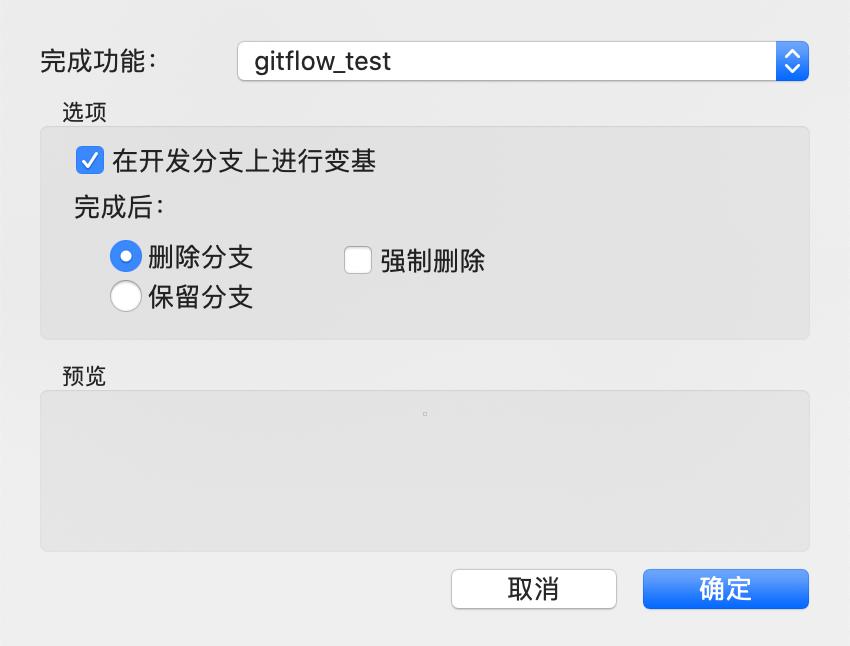 完成功能： gitflow_test
选项
在开发分支上进行变基
完成后：
删除分支 强制删除
保留分支
预览
取消 确定